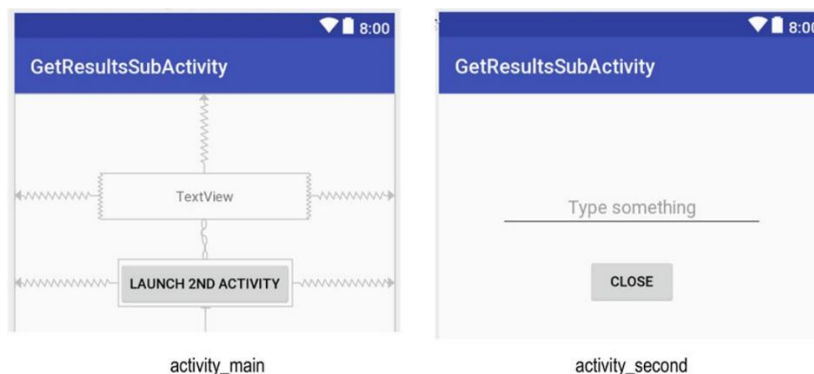 8:00
GetResultsSubActivity
TextView
LAUNCH 2ND ACTIVITY
activity_main
8:00
GetResultsSubActivity
Type something
CLOSE
activity_second